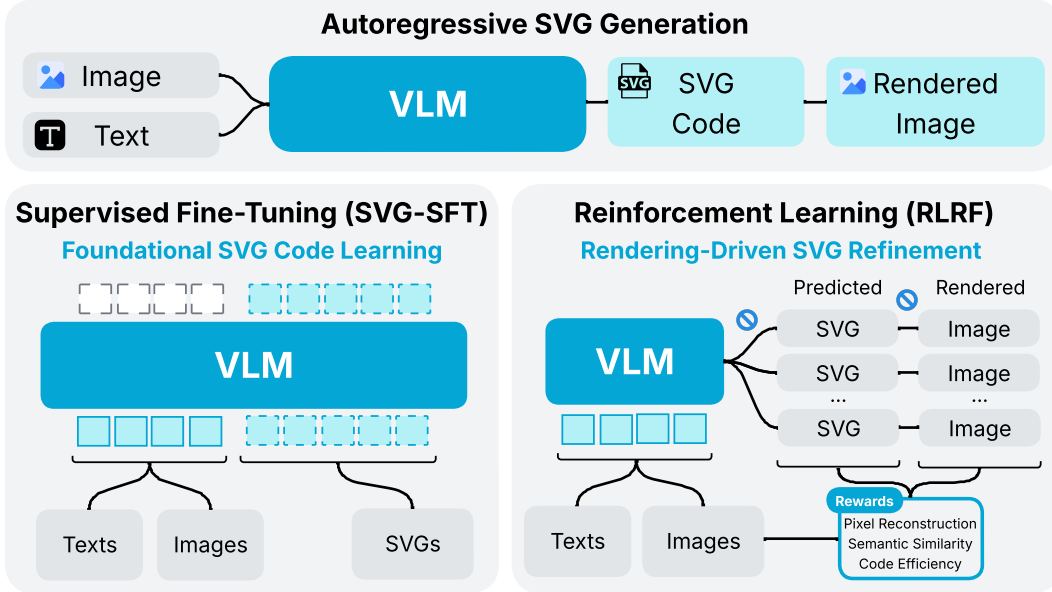 Autoregressive SVG Generation
Image
Text
VLM
SVG
SVG
Code
Rendered
Image
Supervised Fine-Tuning (SVG-SFT)
Foundational SVG Code Learning
VLM
Texts
Images
SVGs
Reinforcement Learning (RLRF)
Rendering-Driven SVG Refinement
Predicted
Rendered
VLM
SVG
Image
SVG
Image
...
...
SVG
Image
Texts
Images
Rewards
Pixel Reconstruction
Semantic Similarity
Code Efficiency